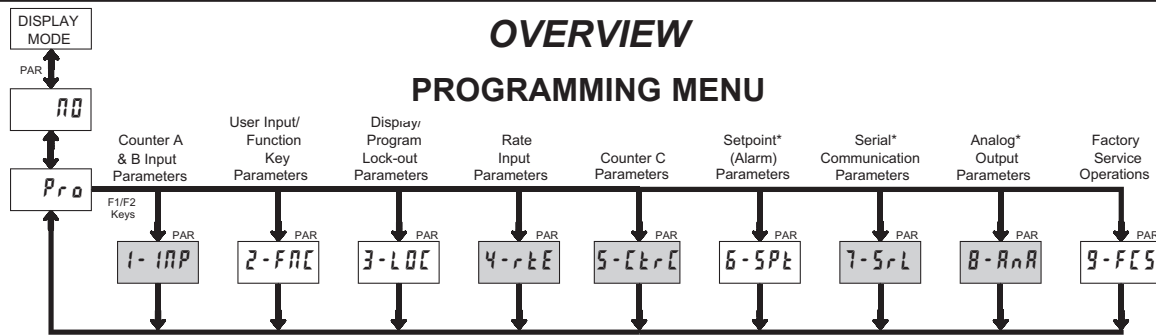 DISPLAY
MODE
OVERVIEW
PAR
PROGRAMMING MENU
NO
Pro
Counter A
& B Input
Parameters
User Input/
Function
Key
Parameters
Display/
Program
Lock-out
Parameters
Rate
Input
Parameters
Counter C
Parameters
Setpoint*
(Alarm)
Parameters
Serial*
Communication
Parameters
Analog*
Output
Parameters
Factory
Service
Operations
F1/F2
Keys
PAR PAR PAR PAR PAR PAR PAR PAR PAR
1-INP 2-FNC 3-LOC 4-rtE 5-CtrC 6-SPt 7-SrL 8-AnA 9-FCS